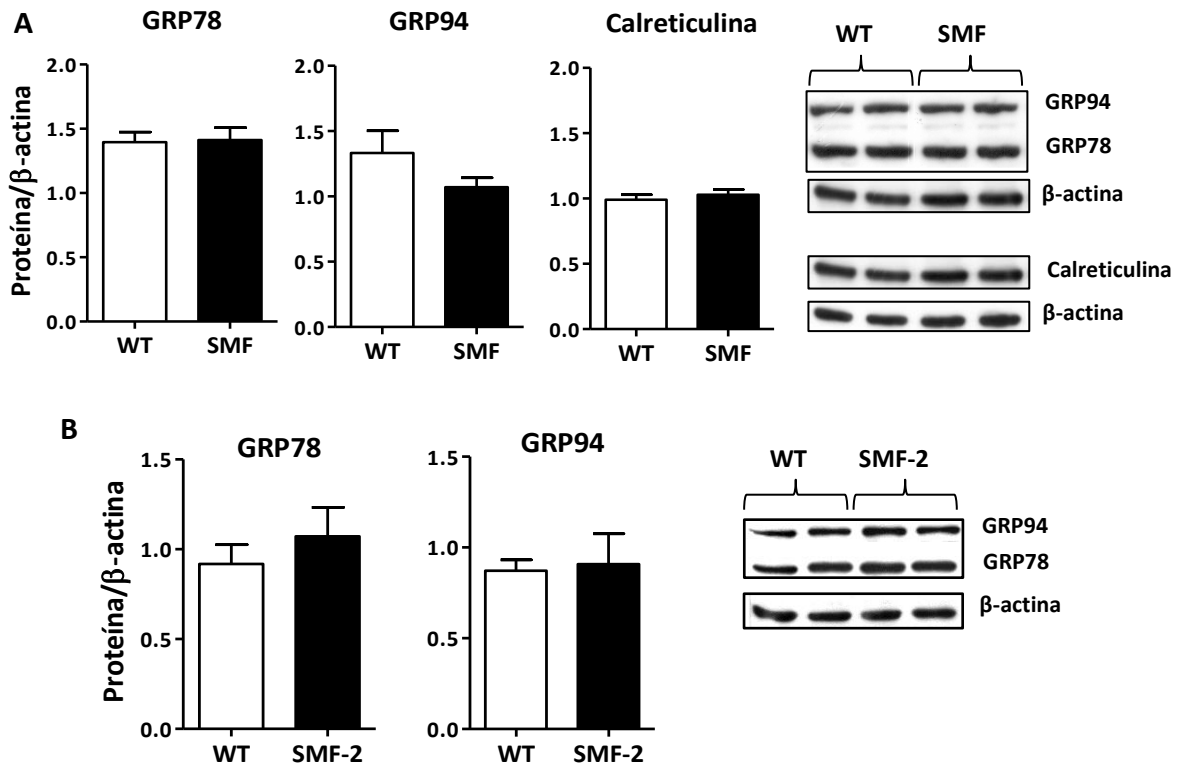 A
GRP78
GRP94
Calreticulina
Proteína/β-actina
2.0
1.5
1.0
0.5
0.0
WT
SMF
2.0
1.5
1.0
0.5
0.0
WT
SMF
2.0
1.5
1.0
0.5
0.0
WT
SMF
WT
SMF
GRP94
GRP78
β-actina
Calreticulina
β-actina
B
GRP78
GRP94
Proteína/β-actina
1.5
1.0
0.5
0.0
WT
SMF-2
1.5
1.0
0.5
0.0
WT
SMF-2
WT
SMF-2
GRP94
GRP78
β-actina